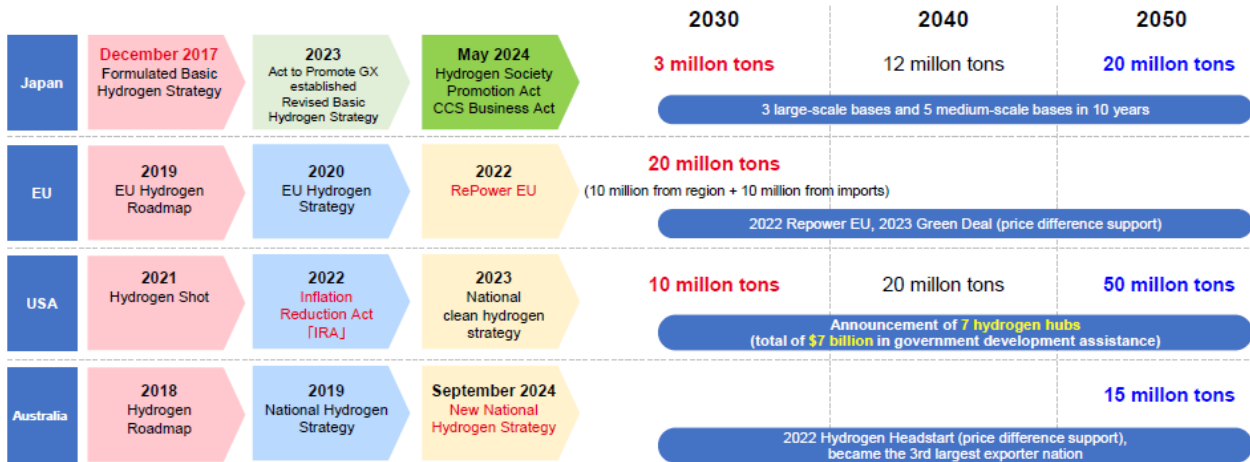 2030 2040 2050
Japan
December 2017
Formulated Basic
Hydrogen Strategy
2023
Act to Promote GX
established
Revised Basic
Hydrogen Strategy
May 2024
Hydrogen Society
Promotion Act
CCS Business Act
3 millon tons 12 millon tons 20 millon tons
3 large-scale bases and 5 medium-scale bases in 10 years
EU
2019
EU Hydrogen
Roadmap
2020
EU Hydrogen
Strategy
2022
RePower EU
20 millon tons
(10 million from region + 10 million from imports)
2022 Repower EU, 2023 Green Deal (price difference support)
USA
2021
Hydrogen Shot
2022
Inflation
Reduction Act
｢IRA｣
2023
National
clean hydrogen
strategy
10 millon tons 20 millon tons 50 millon tons
Announcement of 7 hydrogen hubs
(total of $7 billion in government development assistance)
Australia
2018
Hydrogen
Roadmap
2019
National Hydrogen
Strategy
September 2024
New National
Hydrogen Strategy
15 millon tons
2022 Hydrogen Headstart (price difference support),
became the 3rd largest exporter nation